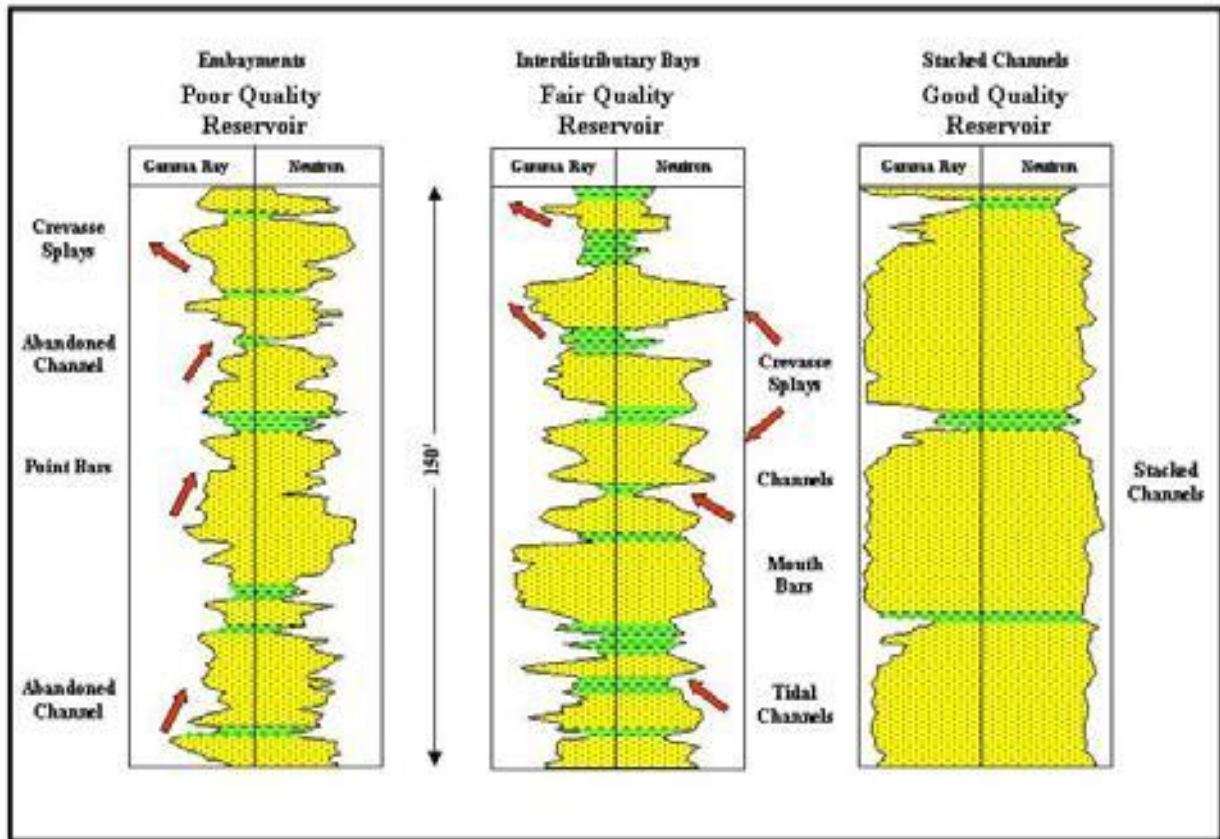 Embayments
Poor Quality
Reservoir
Gamma Ray
Neutron
Crevasse
Splays
Abandoned
Channel
Point Bars
Abandoned
Channel
150'
Interdistributary Bays
Fair Quality
Reservoir
Gamma Ray
Neutron
Crevasse
Splays
Channels
Mouth
Bars
Tidal
Channels
Stacked Channels
Good Quality
Reservoir
Gamma Ray
Neutron
Stacked
Channels